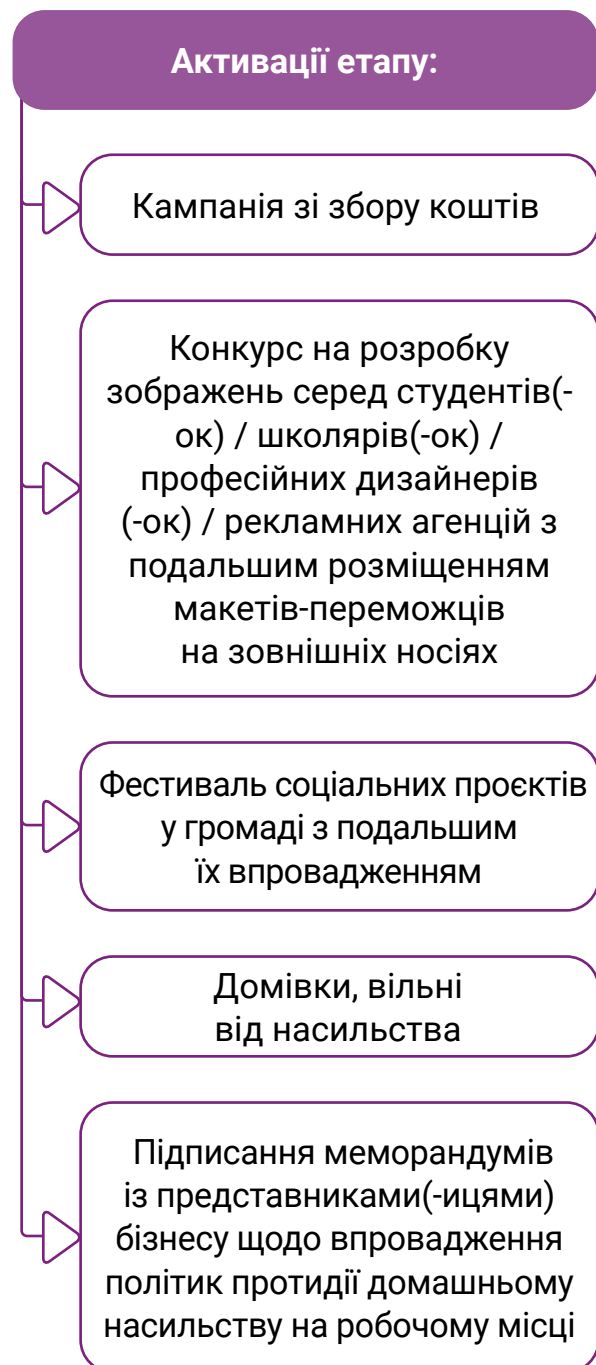 Активації етапу:
Кампанія зі збору коштів
Конкурс на розробку
зображень серед студентів(-
ок) / школярів(-ок) /
професійних дизайнерів
(-ок) / рекламних агенцій з
подальшим розміщенням
макетів-переможців
на зовнішніх носіях
Фестиваль соціальних проєктів
у громаді з подальшим
їх впровадженням
Домівки, вільні
від насильства
Підписання меморандумів
із представниками(-ицями)
бізнесу щодо впровадження
політик протидії домашньому
насильству на робочому місці